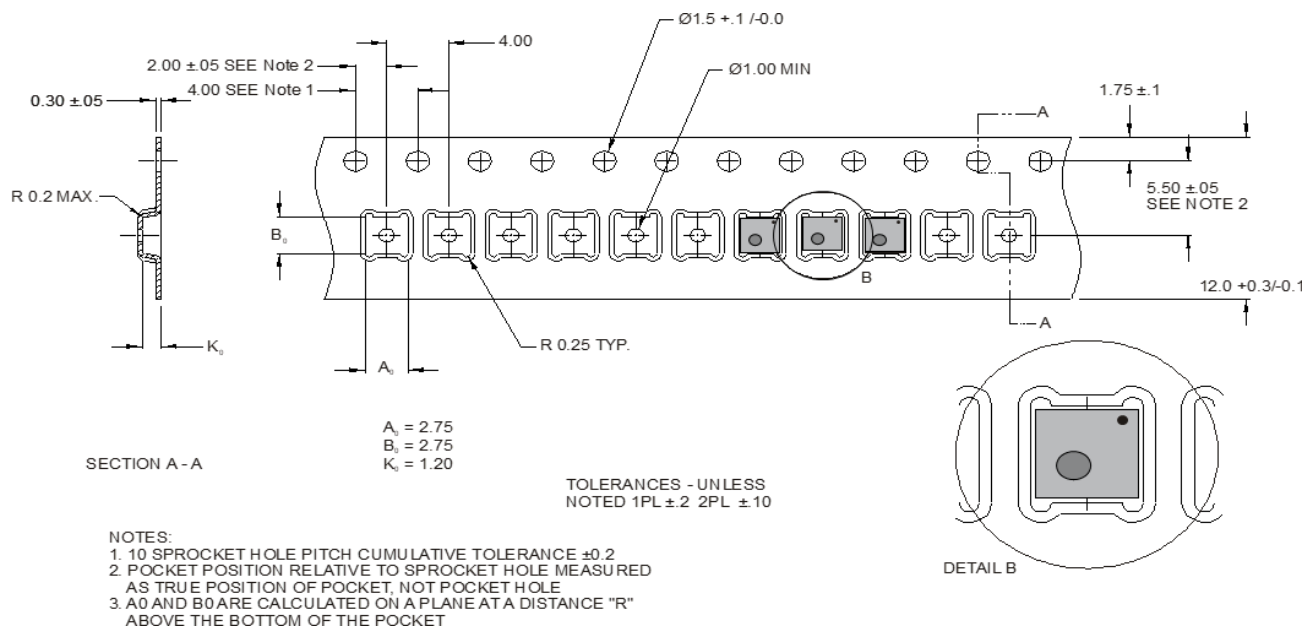 Ø1.5 +.1 /-0.0
4.00
2.00 ±.05 SEE Note 2
Ø1.00 MIN
4.00 SEE Note 1
0.30 ±.05
1.75 ±.1
A
R 0.2 MAX.
5.50 ±.05
SEE NOTE 2
B₀
B
12.0 +0.3/-0.1
A
K₀
R 0.25 TYP.
A₀
A₀ = 2.75
B₀ = 2.75
K₀ = 1.20
SECTION A - A
TOLERANCES - UNLESS
NOTED 1PL ±.2 2PL ±.10
NOTES:
1. 10 SPROCKET HOLE PITCH CUMULATIVE TOLERANCE ±0.2
2. POCKET POSITION RELATIVE TO SPROCKET HOLE MEASURED
AS TRUE POSITION OF POCKET, NOT POCKET HOLE
3. A0 AND B0 ARE CALCULATED ON A PLANE AT A DISTANCE "R"
ABOVE THE BOTTOM OF THE POCKET
DETAIL B